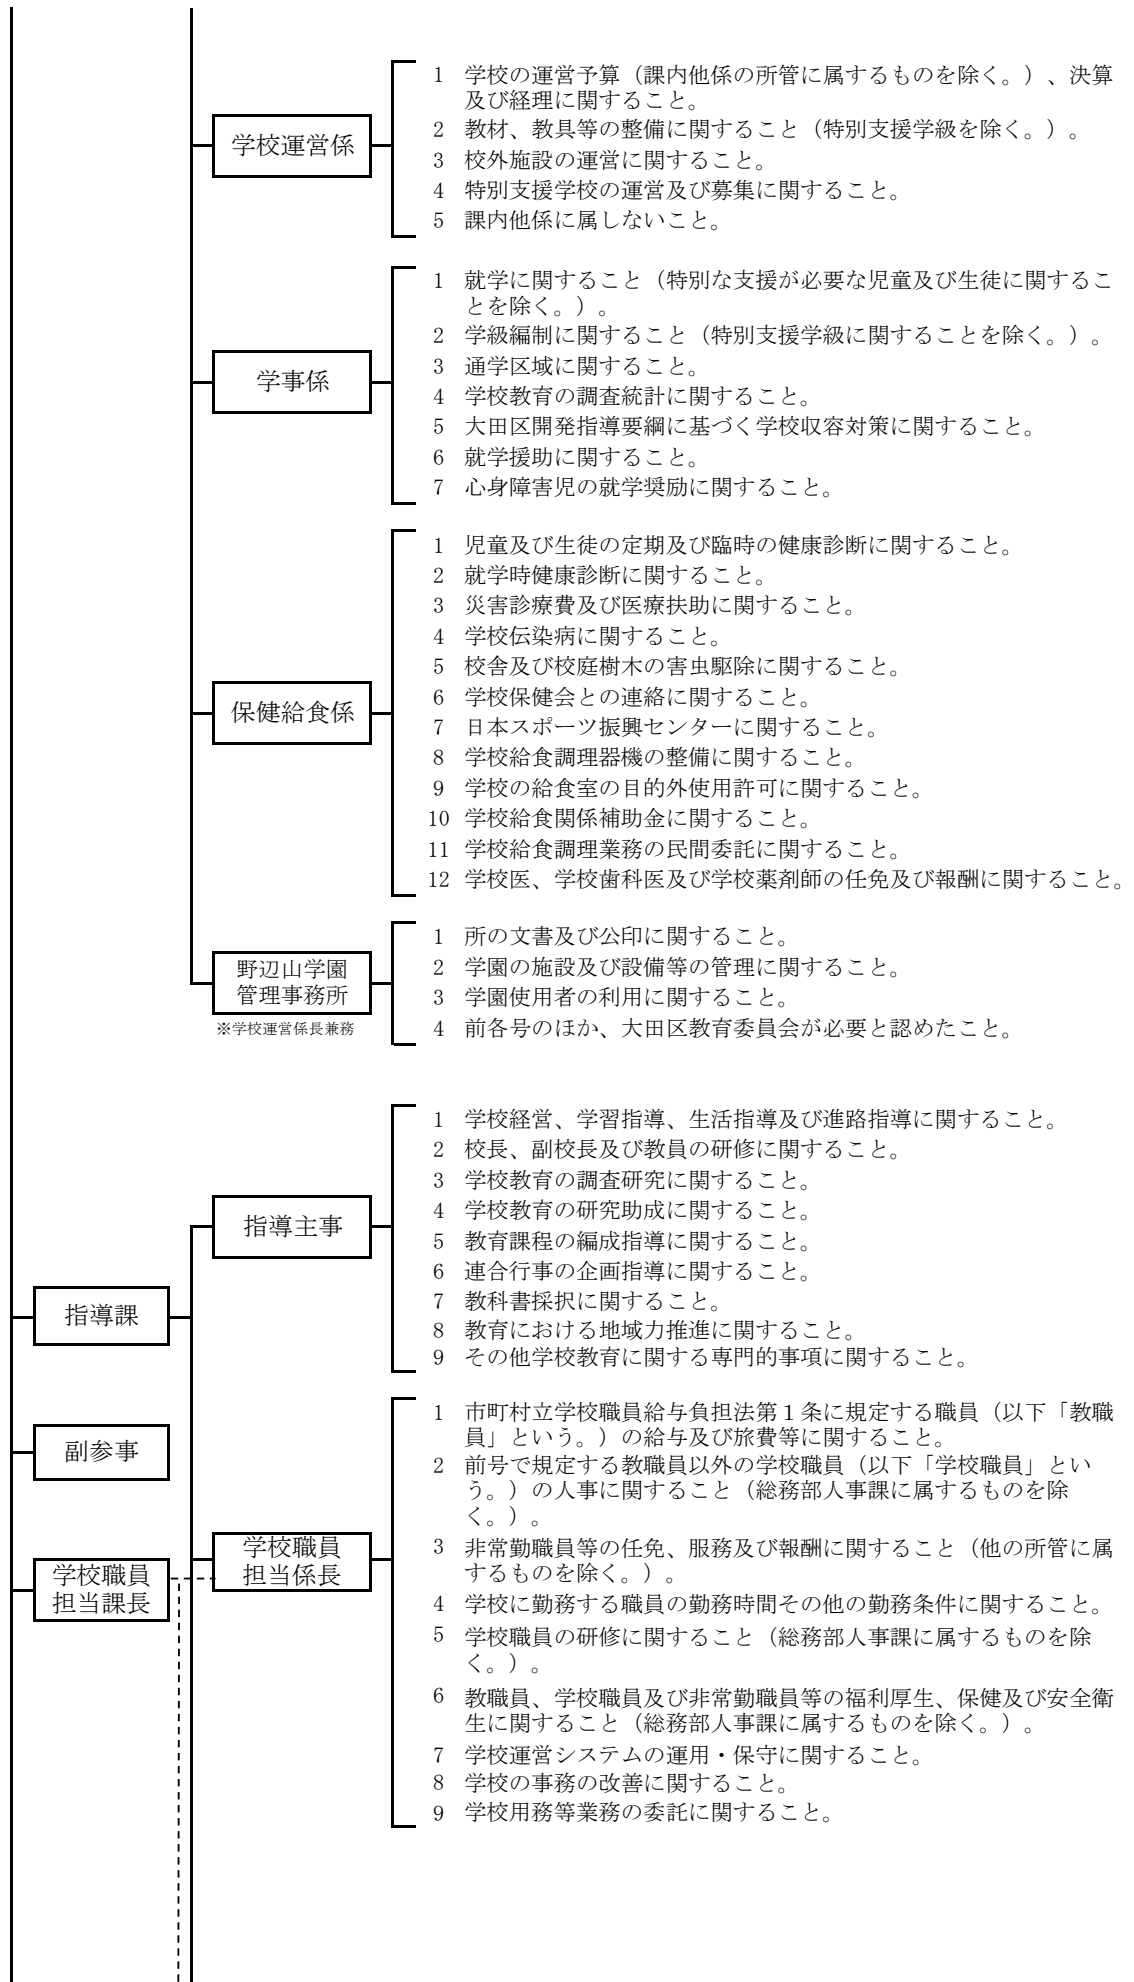 学校運営係
1 学校の運営予算（課内他係の所管に属するものを除く。）、決算
及び経理に関すること。
2 教材、教具等の整備に関すること（特別支援学級を除く。）。
3 校外施設の運営に関すること。
4 特別支援学校の運営及び募集に関すること。
5 課内他係に属しないこと。
学事係
1 就学に関すること（特別な支援が必要な児童及び生徒に関するこ
とを除く。）。
2 学級編制に関すること（特別支援学級に関することを除く。）。
3 通学区域に関すること。
4 学校教育の調査統計に関すること。
5 大田区開発指導要綱に基づく学校収容対策に関すること。
6 就学援助に関すること。
7 心身障害児の就学奨励に関すること。
保健給食係
1 児童及び生徒の定期及び臨時の健康診断に関すること。
2 就学時健康診断に関すること。
3 災害診療費及び医療扶助に関すること。
4 学校伝染病に関すること。
5 校舎及び校庭樹木の害虫駆除に関すること。
6 学校保健会との連絡に関すること。
7 日本スポーツ振興センターに関すること。
8 学校給食調理器機の整備に関すること。
9 学校の給食室の目的外使用許可に関すること。
10 学校給食関係補助金に関すること。
11 学校給食調理業務の民間委託に関すること。
12 学校医、学校歯科医及び学校薬剤師の任免及び報酬に関すること。
野辺山学園
管理事務所
※学校運営係長兼務
1 所の文書及び公印に関すること。
2 学園の施設及び設備等の管理に関すること。
3 学園使用者の利用に関すること。
4 前各号のほか、大田区教育委員会が必要と認めたこと。
指導課
指導主事
1 学校経営、学習指導、生活指導及び進路指導に関すること。
2 校長、副校長及び教員の研修に関すること。
3 学校教育の調査研究に関すること。
4 学校教育の研究助成に関すること。
5 教育課程の編成指導に関すること。
6 連合行事の企画指導に関すること。
7 教科書採択に関すること。
8 教育における地域力推進に関すること。
9 その他学校教育に関する専門的事項に関すること。
副参事
学校職員
担当課長
学校職員
担当係長
1 市町村立学校職員給与負担法第１条に規定する職員（以下「教職
員」という。）の給与及び旅費等に関すること。
2 前号で規定する教職員以外の学校職員（以下「学校職員」とい
う。）の人事に関すること（総務部人事課に属するものを除
く。）。
3 非常勤職員等の任免、服務及び報酬に関すること（他の所管に属
するものを除く。）。
4 学校に勤務する職員の勤務時間その他の勤務条件に関すること。
5 学校職員の研修に関すること（総務部人事課に属するものを除
く。）。
6 教職員、学校職員及び非常勤職員等の福利厚生、保健及び安全衛
生に関すること（総務部人事課に属するものを除く。）。
7 学校運営システムの運用・保守に関すること。
8 学校の事務の改善に関すること。
9 学校用務等業務の委託に関すること。